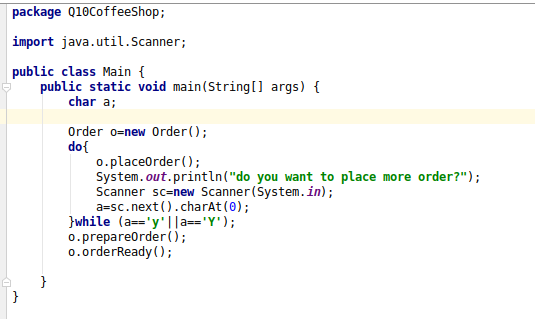 package Q10CoffeeShop;
import java.util.Scanner;
public class Main {
public static void main(String[] args) {
char a;
Order o=new Order();
do{
o.placeOrder();
System.out.println("do you want to place more order?");
Scanner sc=new Scanner(System.in);
a=sc.next().charAt(0);
}while (a=='y'||a=='Y');
o.prepareOrder();
o.orderReady();
}
}